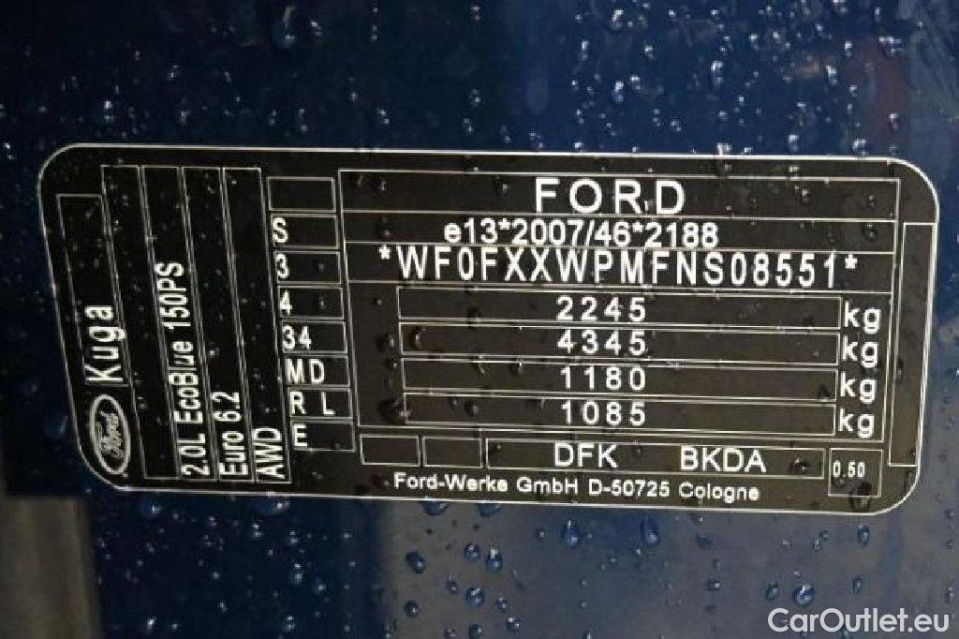 FORD
e13*2007/46*2188
*WF0FXXWPMFNS08551*
2245 kg
4345 kg
1180 kg
1085 kg
DFK BKDA
0,50
Ford-Werke GmbH D-50725 Cologne
S
3
4
34
MD
R L
E
Ford Kuga
2.0L EcoBlue 150PS
Euro 6.2
AWD
CarOutlet.eu